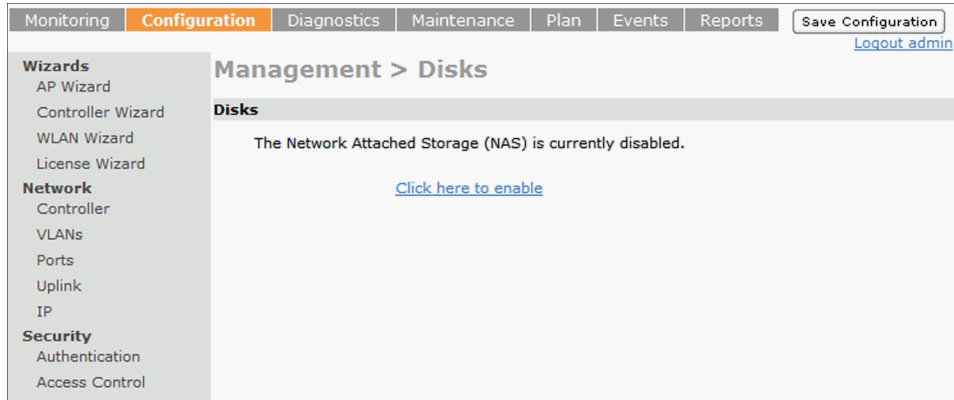 Monitoring Configuration Diagnostics Maintenance Plan Events Reports Save Configuration
Logout admin
Wizards
AP Wizard
Controller Wizard
WLAN Wizard
License Wizard
Network
Controller
VLANs
Ports
Uplink
IP
Security
Authentication
Access Control
Management > Disks
Disks
The Network Attached Storage (NAS) is currently disabled.
Click here to enable